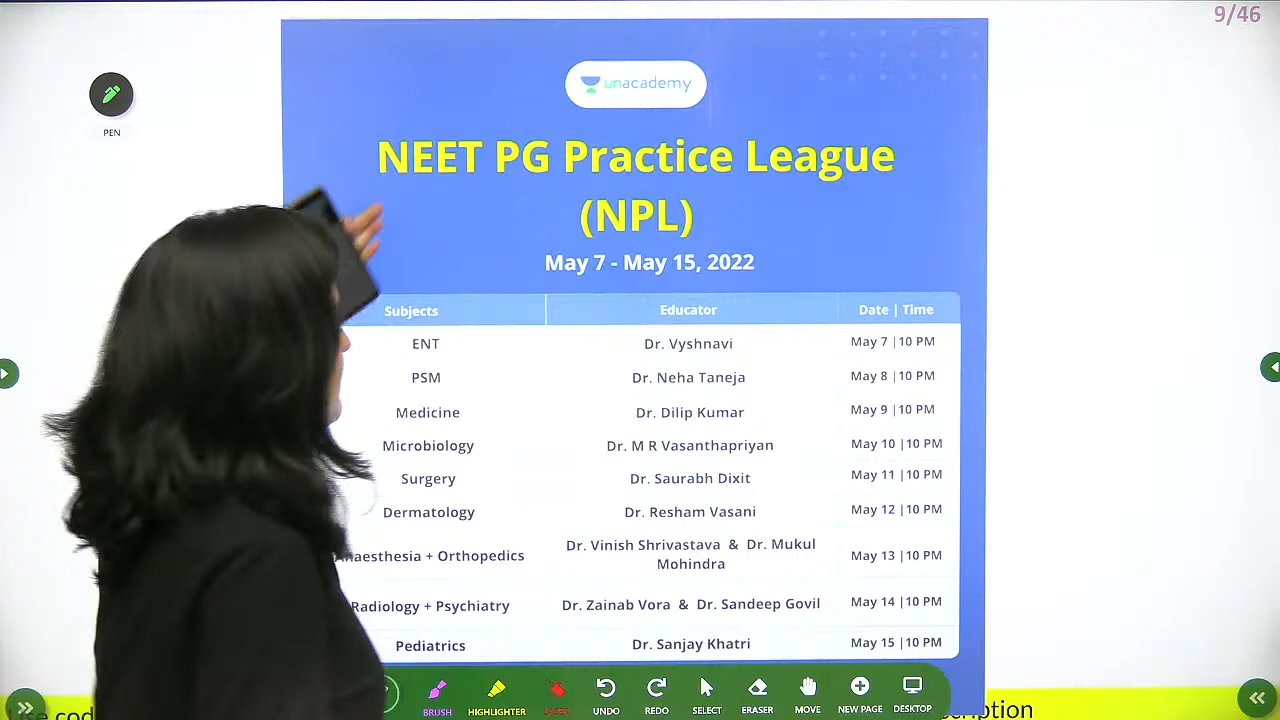 9/46
unacademy
PEN
NEET PG Practice League
(NPL)
May 7 - May 15, 2022
Subjects Educator Date | Time
ENT Dr. Vyshnavi May 7 |10 PM
PSM Dr. Neha Taneja May 8 |10 PM
Medicine Dr. Dilip Kumar May 9 |10 PM
Microbiology Dr. M R Vasanthapriyan May 10 |10 PM
Surgery Dr. Saurabh Dixit May 11 |10 PM
Dermatology Dr. Resham Vasani May 12 |10 PM
naesthesia + Orthopedics Dr. Vinish Shrivastava & Dr. Mukul Mohindra May 13 |10 PM
Radiology + Psychiatry Dr. Zainab Vora & Dr. Sandeep Govil May 14 |10 PM
Pediatrics Dr. Sanjay Khatri May 15 |10 PM
BRUSH HIGHLIGHTER LASER UNDO REDO SELECT ERASER MOVE NEW PAGE DESKTOP